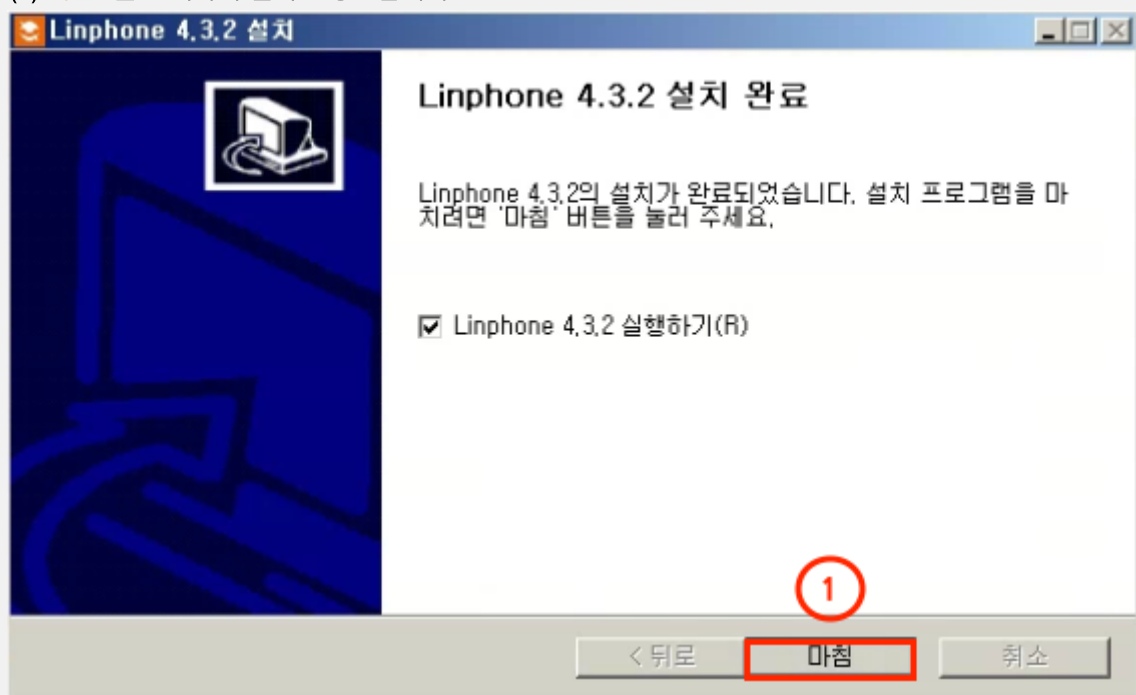 Linphone 4.3.2 설치
Linphone 4.3.2 설치 완료
Linphone 4.3.2의 설치가 완료되었습니다. 설치 프로그램을 마
치려면 '마침' 버튼을 눌러 주세요.
Linphone 4.3.2 실행하기(R)
1
< 뒤로
마침
취소